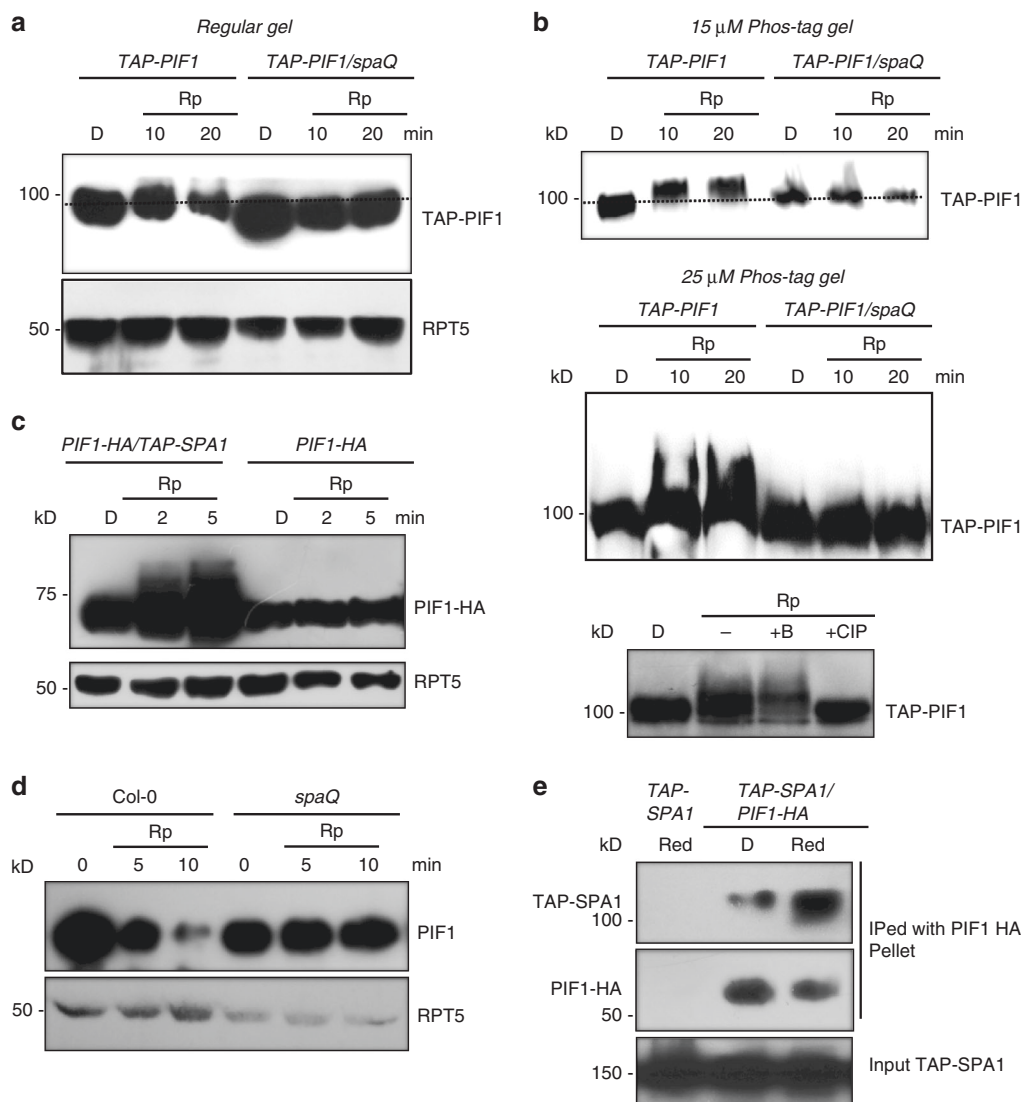 a
Regular gel
TAP-PIF1 TAP-PIF1/spaQ
Rp Rp
D 10 20 D 10 20 min
100 -
TAP-PIF1
50 -
RPT5
b
15 µM Phos-tag gel
TAP-PIF1 TAP-PIF1/spaQ
Rp Rp
kD D 10 20 D 10 20 min
100 -
TAP-PIF1
25 µM Phos-tag gel
TAP-PIF1 TAP-PIF1/spaQ
Rp Rp
kD D 10 20 D 10 20 min
100 -
TAP-PIF1
Rp
kD D – +B +CIP
100 -
TAP-PIF1
c
PIF1-HA/TAP-SPA1 PIF1-HA
Rp Rp
kD D 2 5 D 2 5 min
75 -
PIF1-HA
50 -
RPT5
d
Col-0 spaQ
Rp Rp
kD 0 5 10 0 5 10 min
PIF1
50 -
RPT5
e
TAP-
SPA1
TAP-SPA1/
PIF1-HA
kD Red D Red
TAP-SPA1
100 -
PIF1-HA
50 -
IPed with PIF1 HA
Pellet
150 -
Input TAP-SPA1